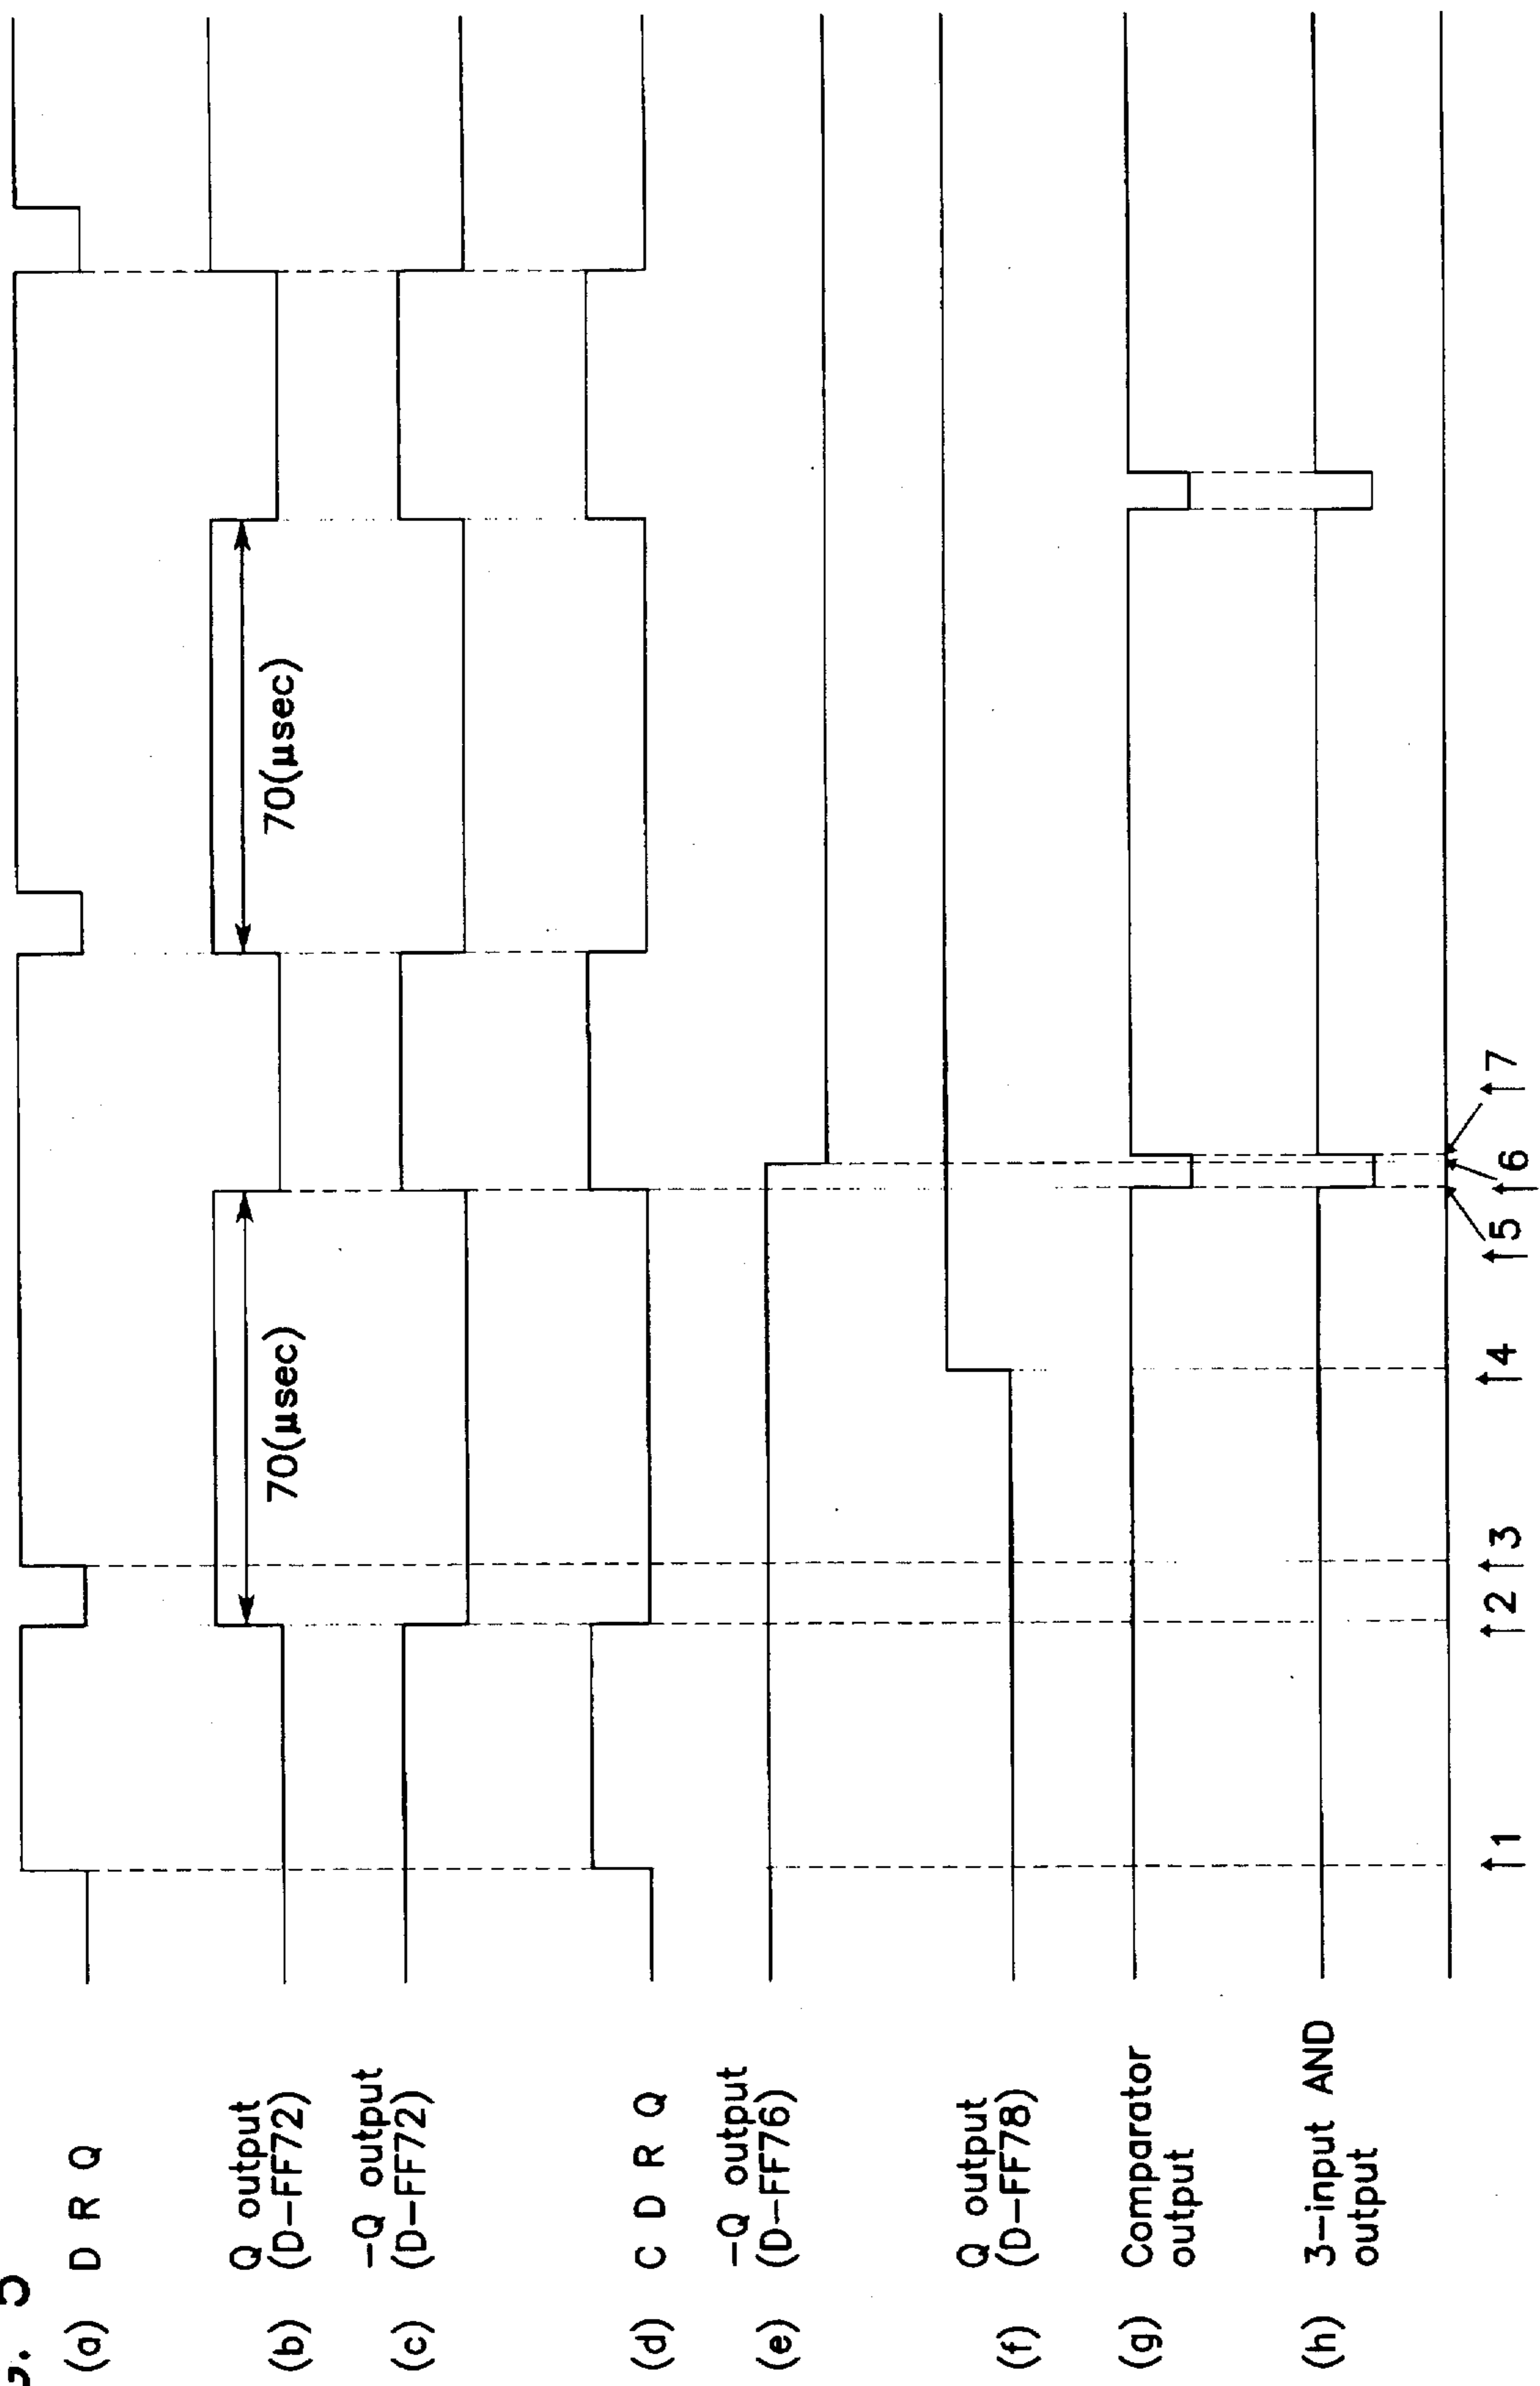 5
(a) D R Q
(b) Q output
(D-FF72)
70(µsec)
70(µsec)
(c) -Q output
(D-FF72)
(d) C D R Q
(e) -Q output
(D-FF76)
(f) Q output
(D-FF78)
(g) Comparator
output
(h) 3-input AND
output
↑1 ↑2 ↑3 ↑4 ↑5 ↑6 ↑7